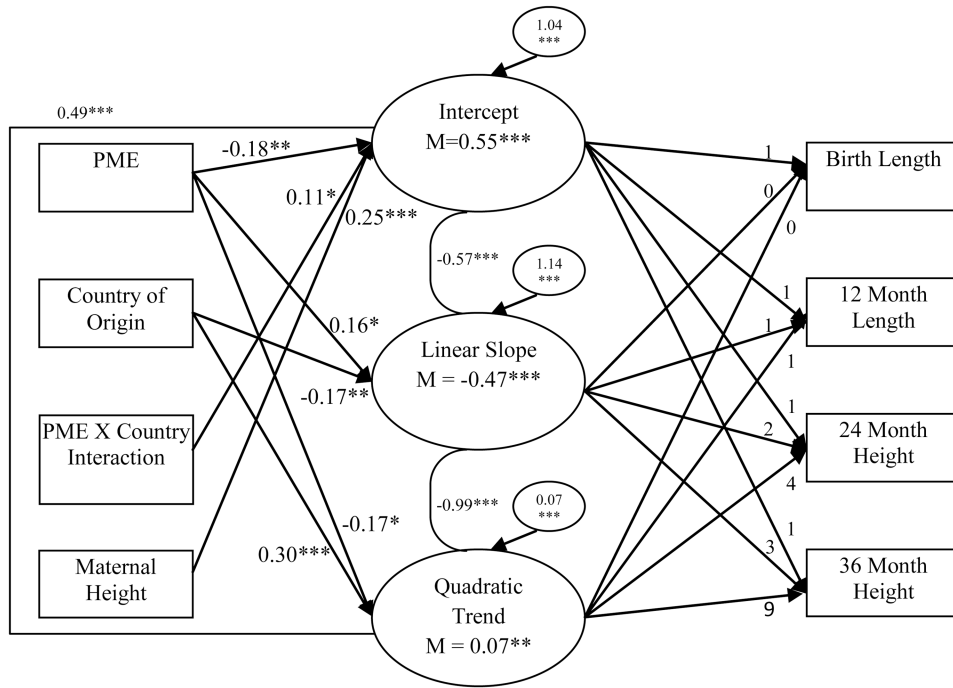 1.04
***
0.49***
Intercept
M=0.55***
PME
-0.18**
0.11*
0.25***
1
0
0
Birth Length
-0.57***
1.14
***
Country of
Origin
0.16*
-0.17**
Linear Slope
M = -0.47***
1
1
1
12 Month
Length
PME X Country
Interaction
1
2
4
24 Month
Height
-0.99***
0.07
***
-0.17*
0.30***
Maternal
Height
Quadratic
Trend
M = 0.07**
1
3
9
36 Month
Height